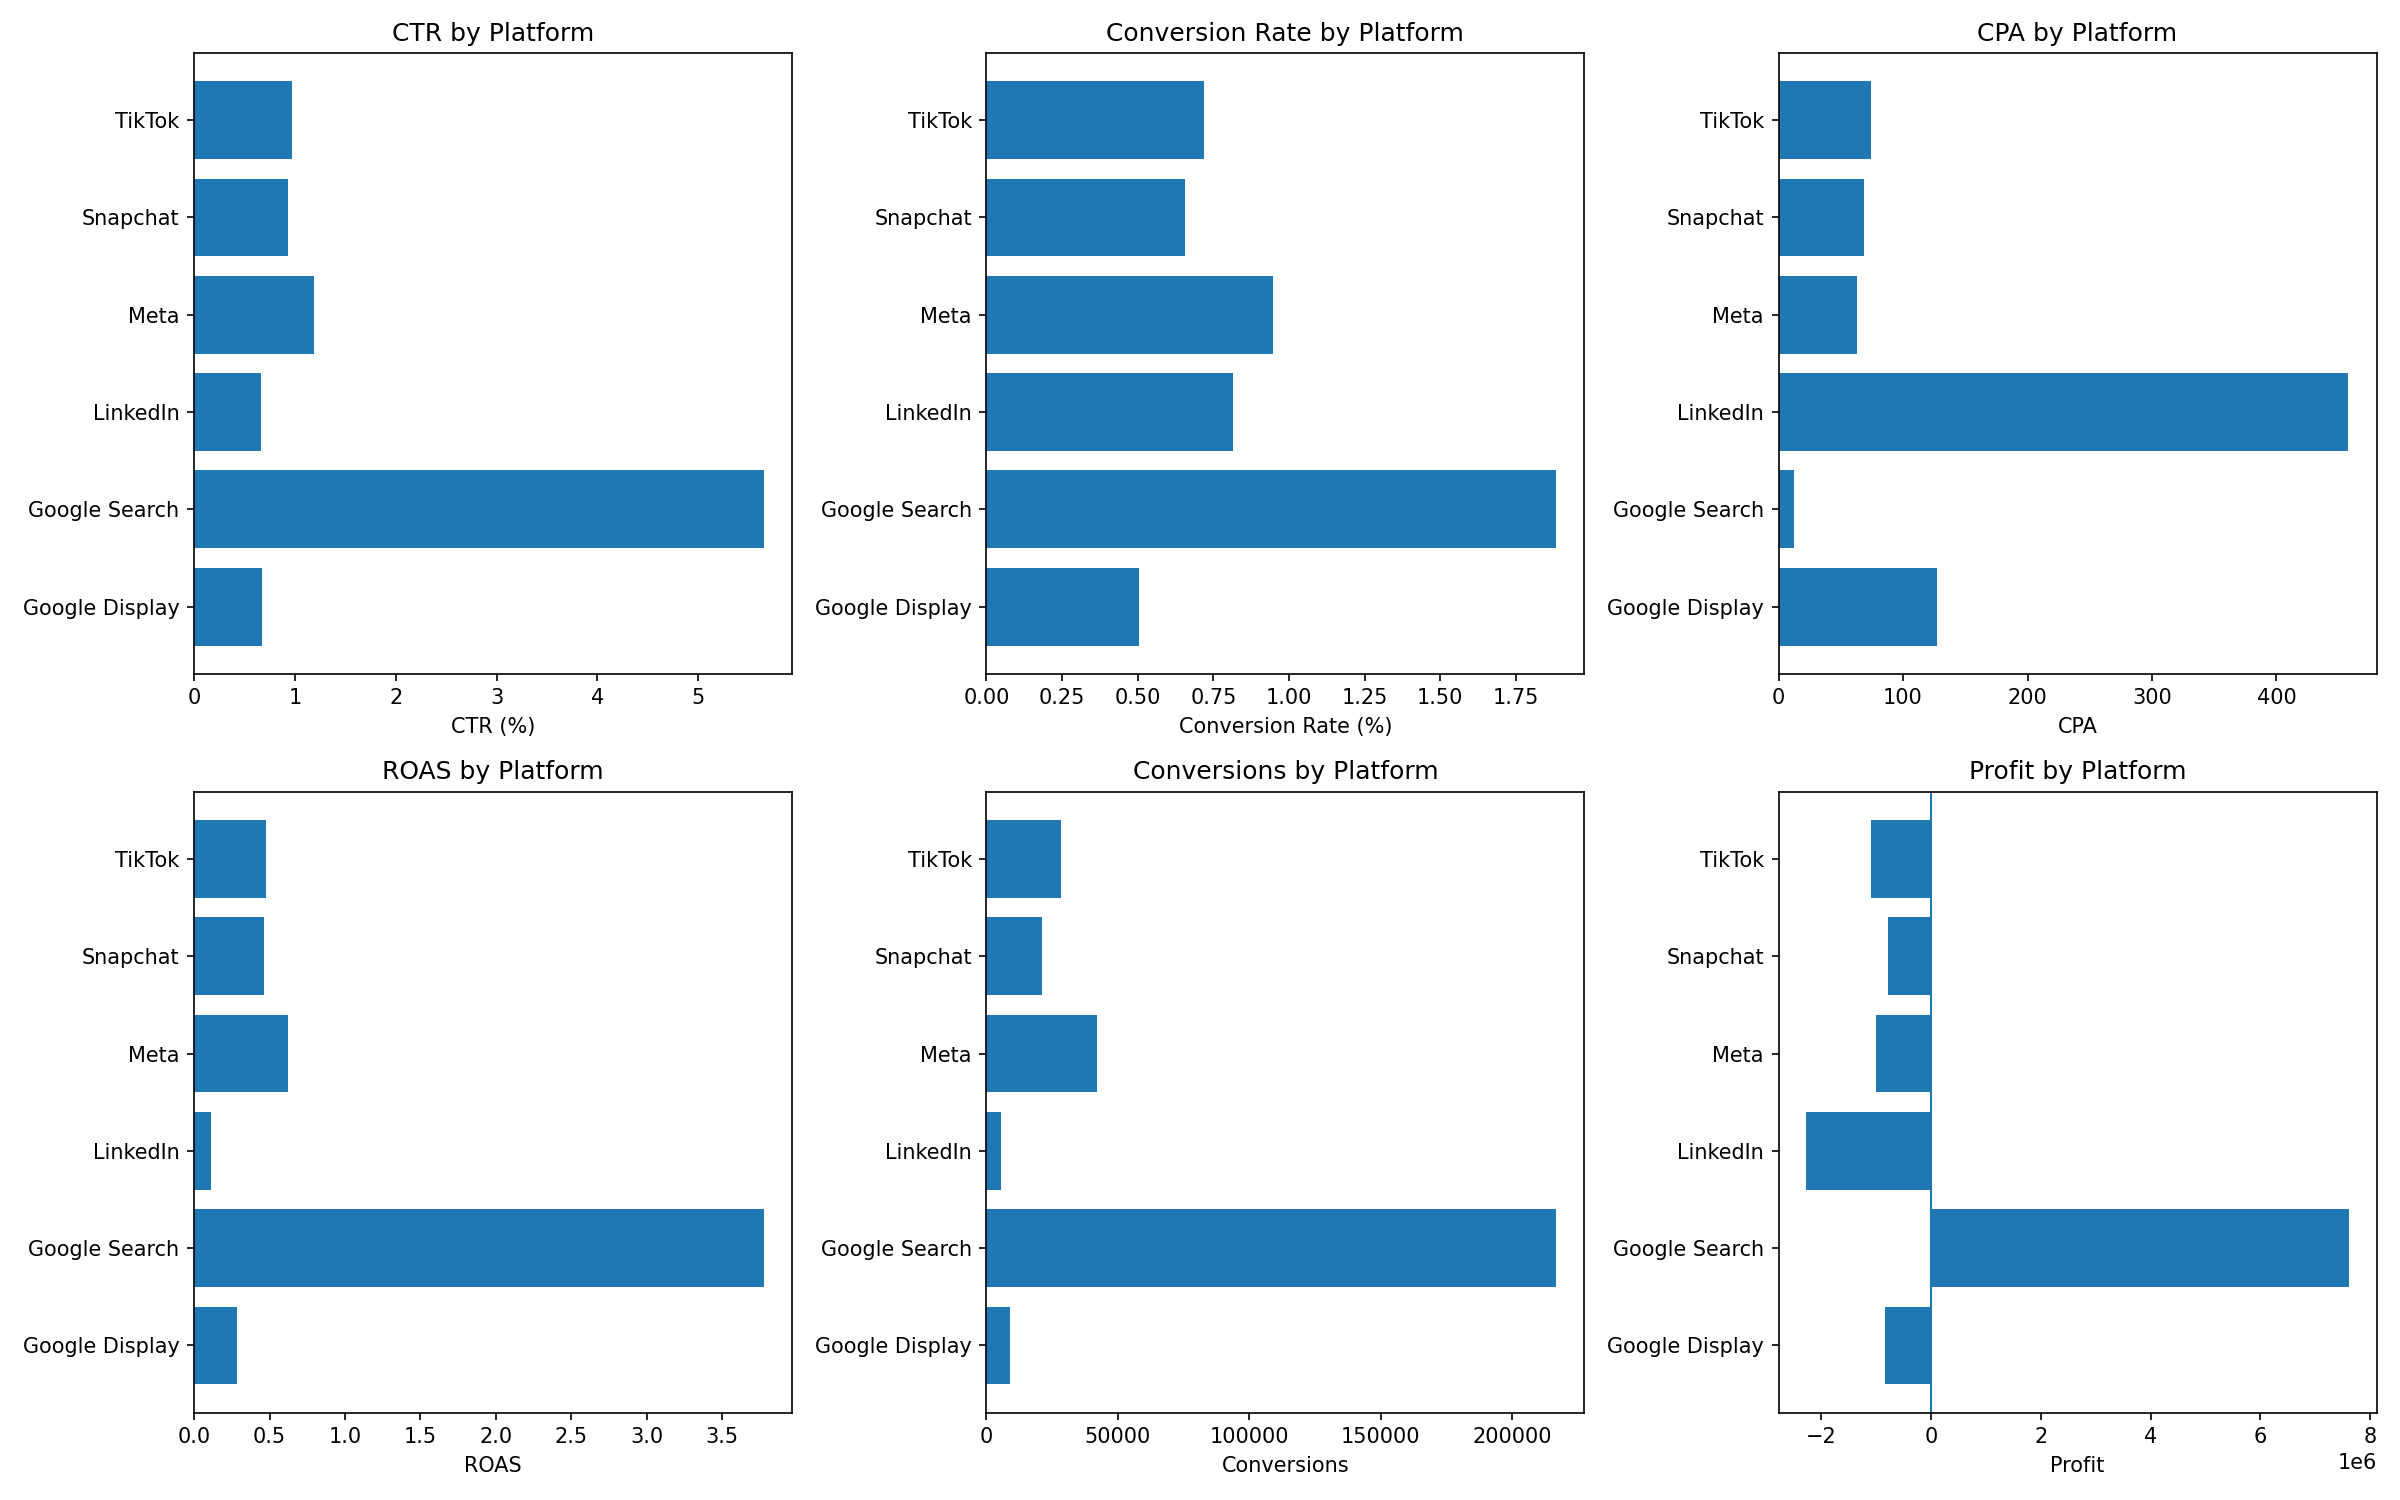 CTR by Platform
TikTok
Snapchat
Meta
LinkedIn
Google Search
Google Display
0 1 2 3 4 5
CTR (%)
Conversion Rate by Platform
TikTok
Snapchat
Meta
LinkedIn
Google Search
Google Display
0.00 0.25 0.50 0.75 1.00 1.25 1.50 1.75
Conversion Rate (%)
CPA by Platform
TikTok
Snapchat
Meta
LinkedIn
Google Search
Google Display
0 100 200 300 400
CPA
ROAS by Platform
TikTok
Snapchat
Meta
LinkedIn
Google Search
Google Display
0.0 0.5 1.0 1.5 2.0 2.5 3.0 3.5
ROAS
Conversions by Platform
TikTok
Snapchat
Meta
LinkedIn
Google Search
Google Display
0 50000 100000 150000 200000
Conversions
Profit by Platform
TikTok
Snapchat
Meta
LinkedIn
Google Search
Google Display
−2 0 2 4 6 8
1e6
Profit